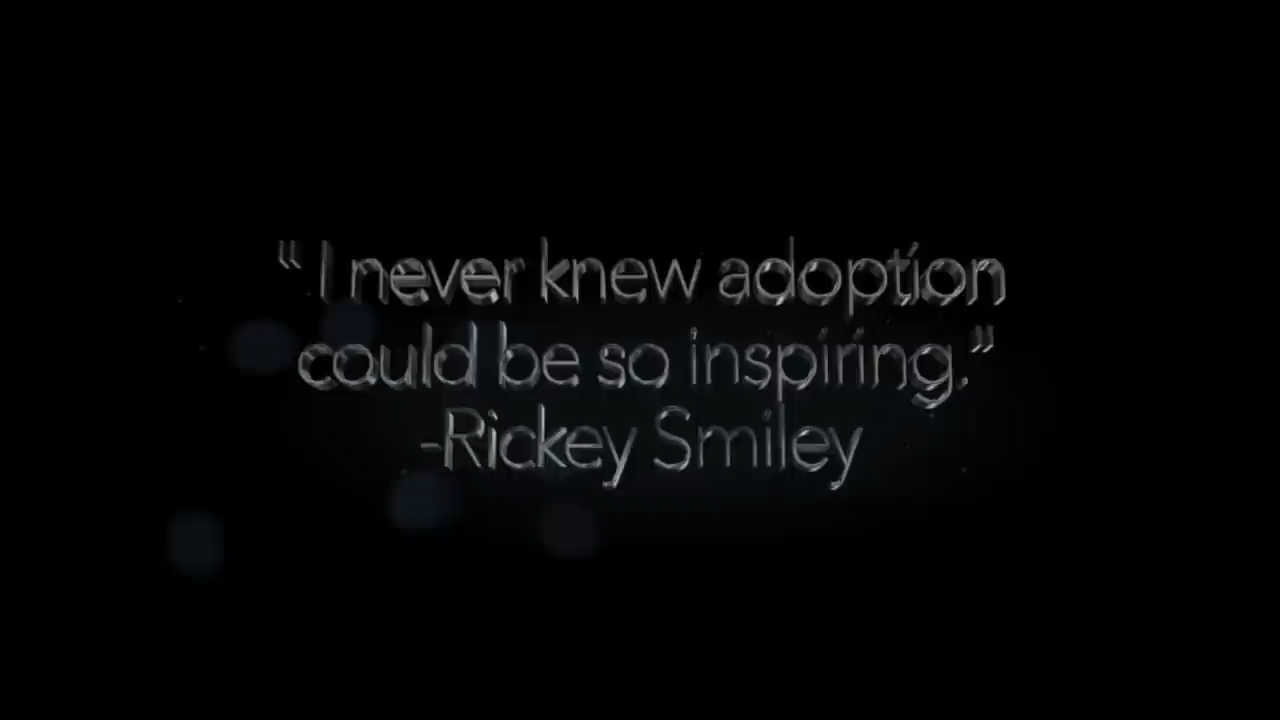 “ I never knew adoption
could be so inspiring.”
-Rickey Smiley